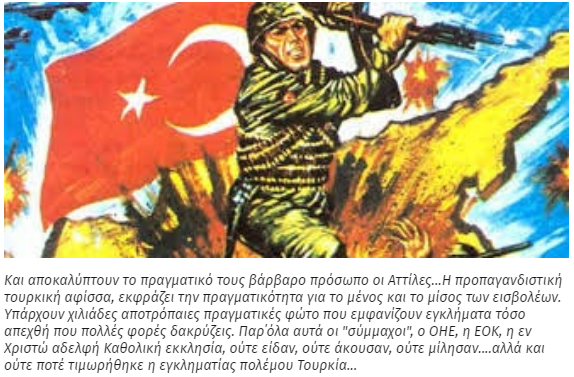 Και αποκαλύπτουν το πραγματικό τους βάρβαρο πρόσωπο οι Αττίλες...Η προπαγανδιστική
τουρκική αφίσσα, εκφράζει την πραγματικότητα για το μένος και το μίσος των εισβολέων.
Υπάρχουν χιλιάδες αποτρόπαιες πραγματικές φώτο που εμφανίζουν εγκλήματα τόσο
απεχθή που πολλές φορές δακρύζεις. Παρ΄όλα αυτά οι "σύμμαχοι", ο ΟΗΕ, η ΕΟΚ, η εν
Χριστώ αδελφή Καθολική εκκλησία, ούτε είδαν, ούτε άκουσαν, ούτε μίλησαν....αλλά και
ούτε ποτέ τιμωρήθηκε η εγκληματίας πολέμου Τουρκία...